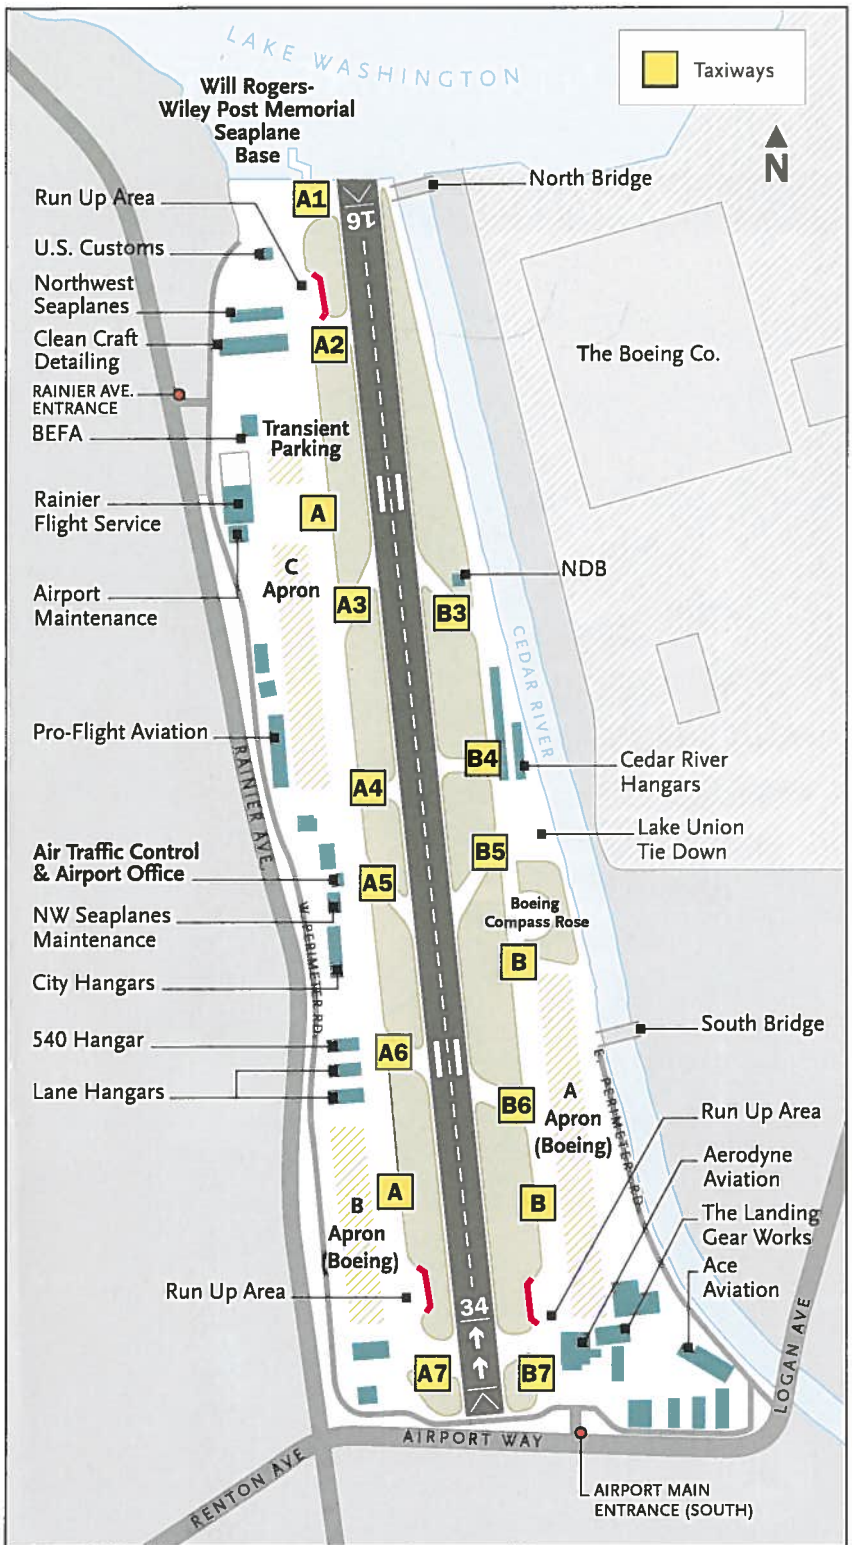 LAKE WASHINGTON
Taxiways
N
Will Rogers-
Wiley Post Memorial
Seaplane
Base
North Bridge
Run Up Area
A1
16
U.S. Customs
Northwest
Seaplanes
Clean Craft
Detailing
A2
The Boeing Co.
RAINIER AVE.
ENTRANCE
BEFA
Transient
Parking
Rainier
Flight Service
A
C
Apron
NDB
Airport
Maintenance
A3
B3
CEDAR RIVER
Pro-Flight Aviation
RAINIER AVE.
B4
Cedar River
Hangars
A4
Lake Union
Tie Down
Air Traffic Control
& Airport Office
B5
A5
NW Seaplanes
Maintenance
W. PERIMETER RD.
Boeing
Compass Rose
B
City Hangars
South Bridge
540 Hangar
A6
E. PERIMETER RD.
Lane Hangars
B6
A
Apron
(Boeing)
Run Up Area
Aerodyne
Aviation
A
B
B
Apron
(Boeing)
The Landing
Gear Works
Ace
Aviation
Run Up Area
34
LOGAN AVE
A7
B7
AIRPORT WAY
RENTON AVE
AIRPORT MAIN
ENTRANCE (SOUTH)